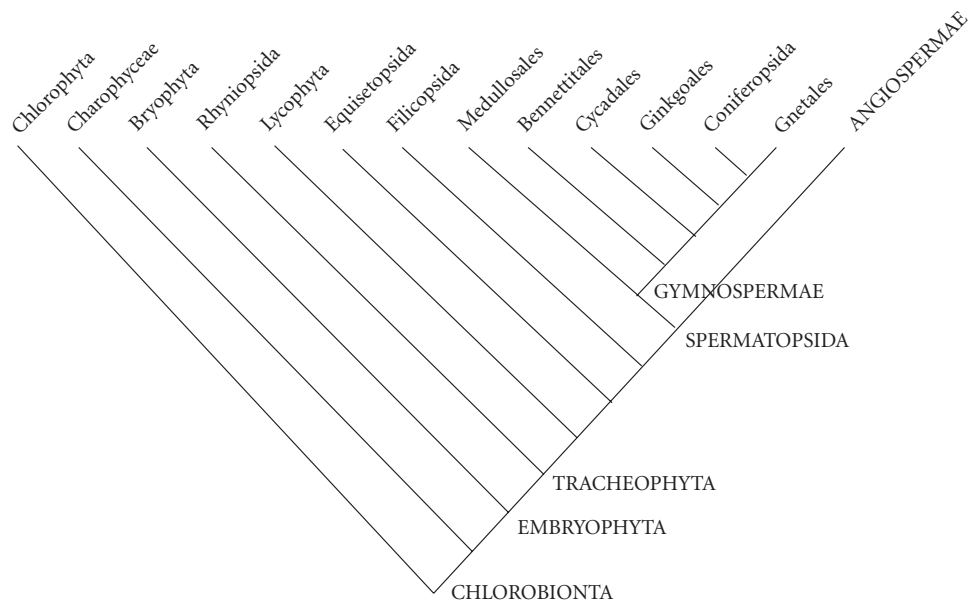 Chlorophyta
Charophyceae
Bryophyta
Rhyniopsida
Lycophyta
Equisetopsida
Filicopsida
Medullosales
Bennettitales
Cycadales
Ginkgoales
Coniferopsida
Gnetales
ANGIOSPERMAE
GYMNOSPERMAE
SPERMATOPSIDA
TRACHEOPHYTA
EMBRYOPHYTA
CHLOROBIONTA